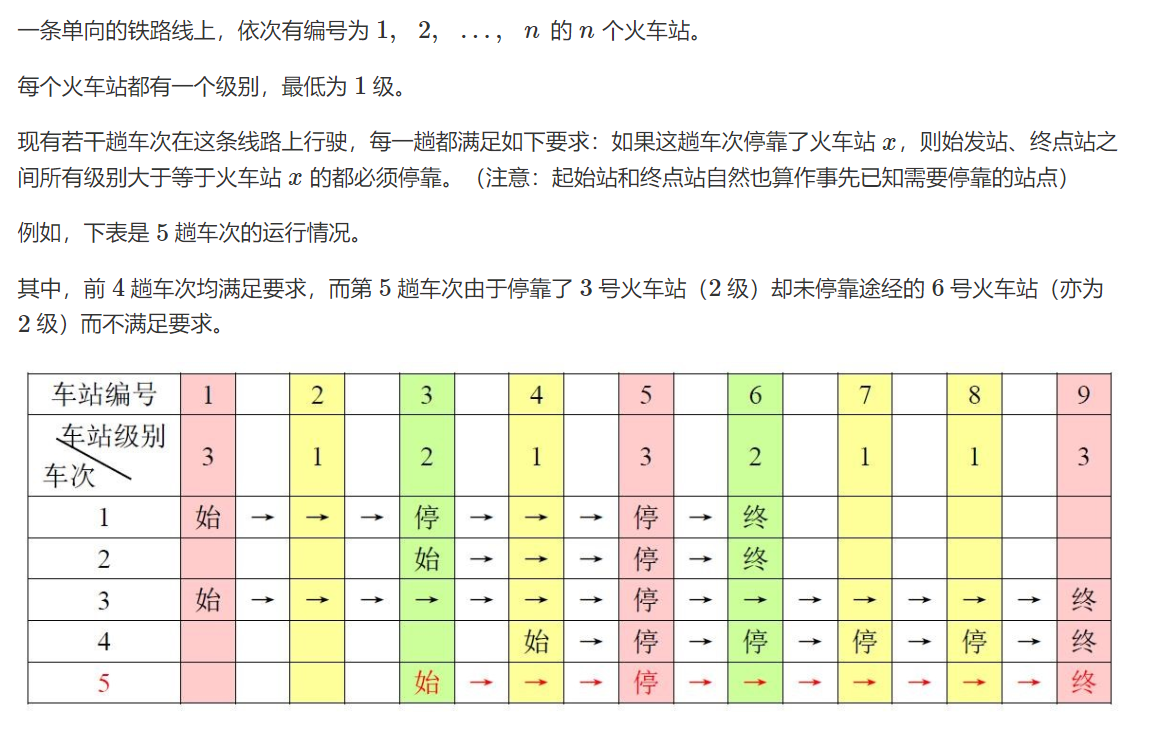 一条单向的铁路线上，依次有编号为 1， 2， …， n 的 n 个火车站。
每个火车站都有一个级别，最低为 1 级。
现有若干趟车次在这条线路上行驶，每一趟都满足如下要求：如果这趟车次停靠了火车站 x，则始发站、终点站之
间所有级别大于等于火车站 x 的都必须停靠。（注意：起始站和终点站自然也算作事先已知需要停靠的站点）
例如，下表是 5 趟车次的运行情况。
其中，前 4 趟车次均满足要求，而第 5 趟车次由于停靠了 3 号火车站（2 级）却未停靠途经的 6 号火车站（亦为
2 级）而不满足要求。
车站编号 1 2 3 4 5 6 7 8 9
车站级别
车次 3 1 2 1 3 2 1 1 3
1 始 → → → 停 → → → 停 → 终
2 始 → → → 停 → 终
3 始 → → → → → → → 停 → → → → → → → 终
4 始 → 停 → 停 → 停 → 停 → 终
5 始 → → → 停 → → → → → → → 终